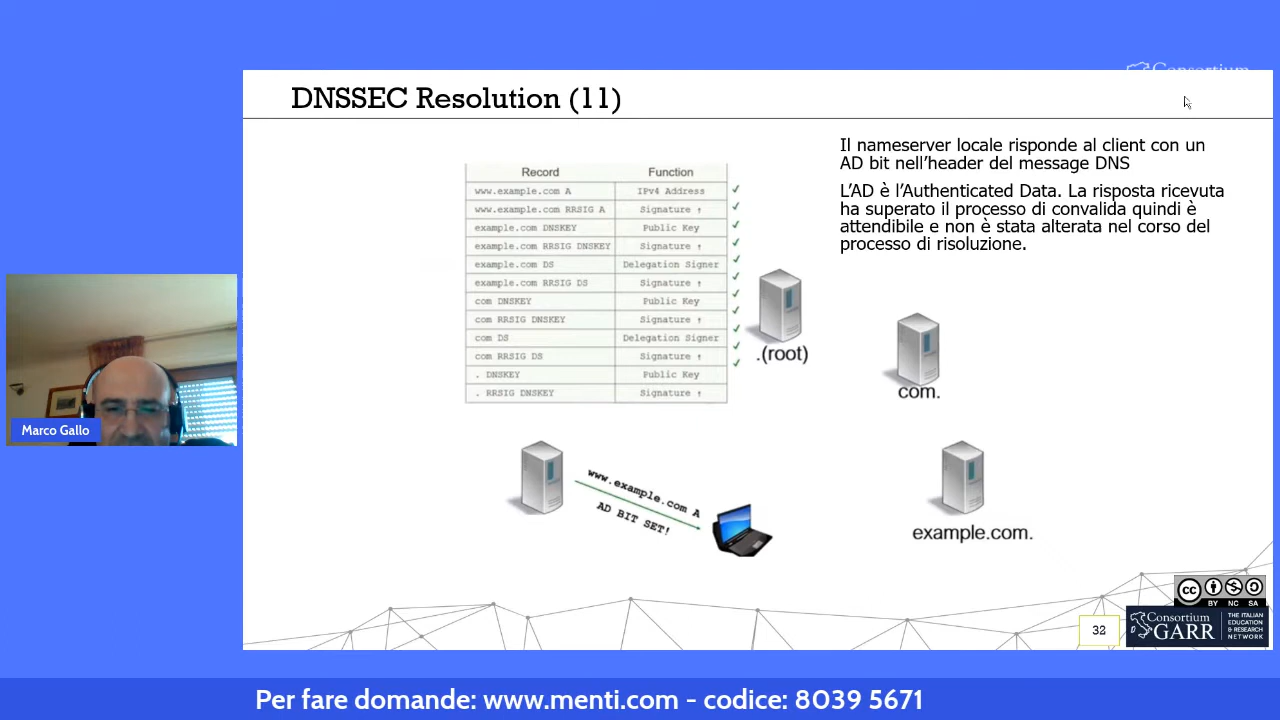 Consortium
DNSSEC Resolution (11)
Il nameserver locale risponde al client con un
AD bit nell'header del message DNS
L'AD è l'Authenticated Data. La risposta ricevuta
ha superato il processo di convalida quindi è
attendibile e non è stata alterata nel corso del
processo di risoluzione.
Record Function
www.example.com A IPv4 Address
www.example.com RRSIG A Signature ↑
example.com DNSKEY Public Key
example.com RRSIG DNSKEY Signature ↑
example.com DS Delegation Signer
example.com RRSIG DS Signature ↑
com DNSKEY Public Key
com RRSIG DNSKEY Signature ↑
com DS Delegation Signer
com RRSIG DS Signature ↑
. DNSKEY Public Key
. RRSIG DNSKEY Signature ↑
.(root)
com.
www.example.com A
AD BIT SET!
example.com.
Marco Gallo
cc
BY NC SA
32
Consortium
GARR
THE ITALIAN
EDUCATION
& RESEARCH
NETWORK
Per fare domande: www.menti.com - codice: 8039 5671